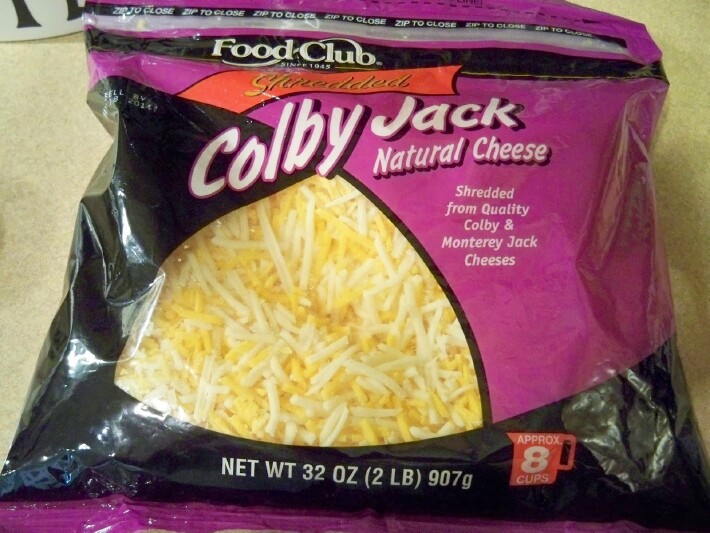 ZIP TO CLOSE ZIP TO CLOSE ZIP TO CLOSE ZIP TO CLOSE ZIP TO CLOSE ZIP TO CLOSE ZIP TO CLOSE
Food Club®
SINCE 1945
Shredded
SELL BY
Colby Jack
Natural Cheese
Shredded
from Quality
Colby &
Monterey Jack
Cheeses
APPROX.
8
CUPS
NET WT 32 OZ (2 LB) 907g